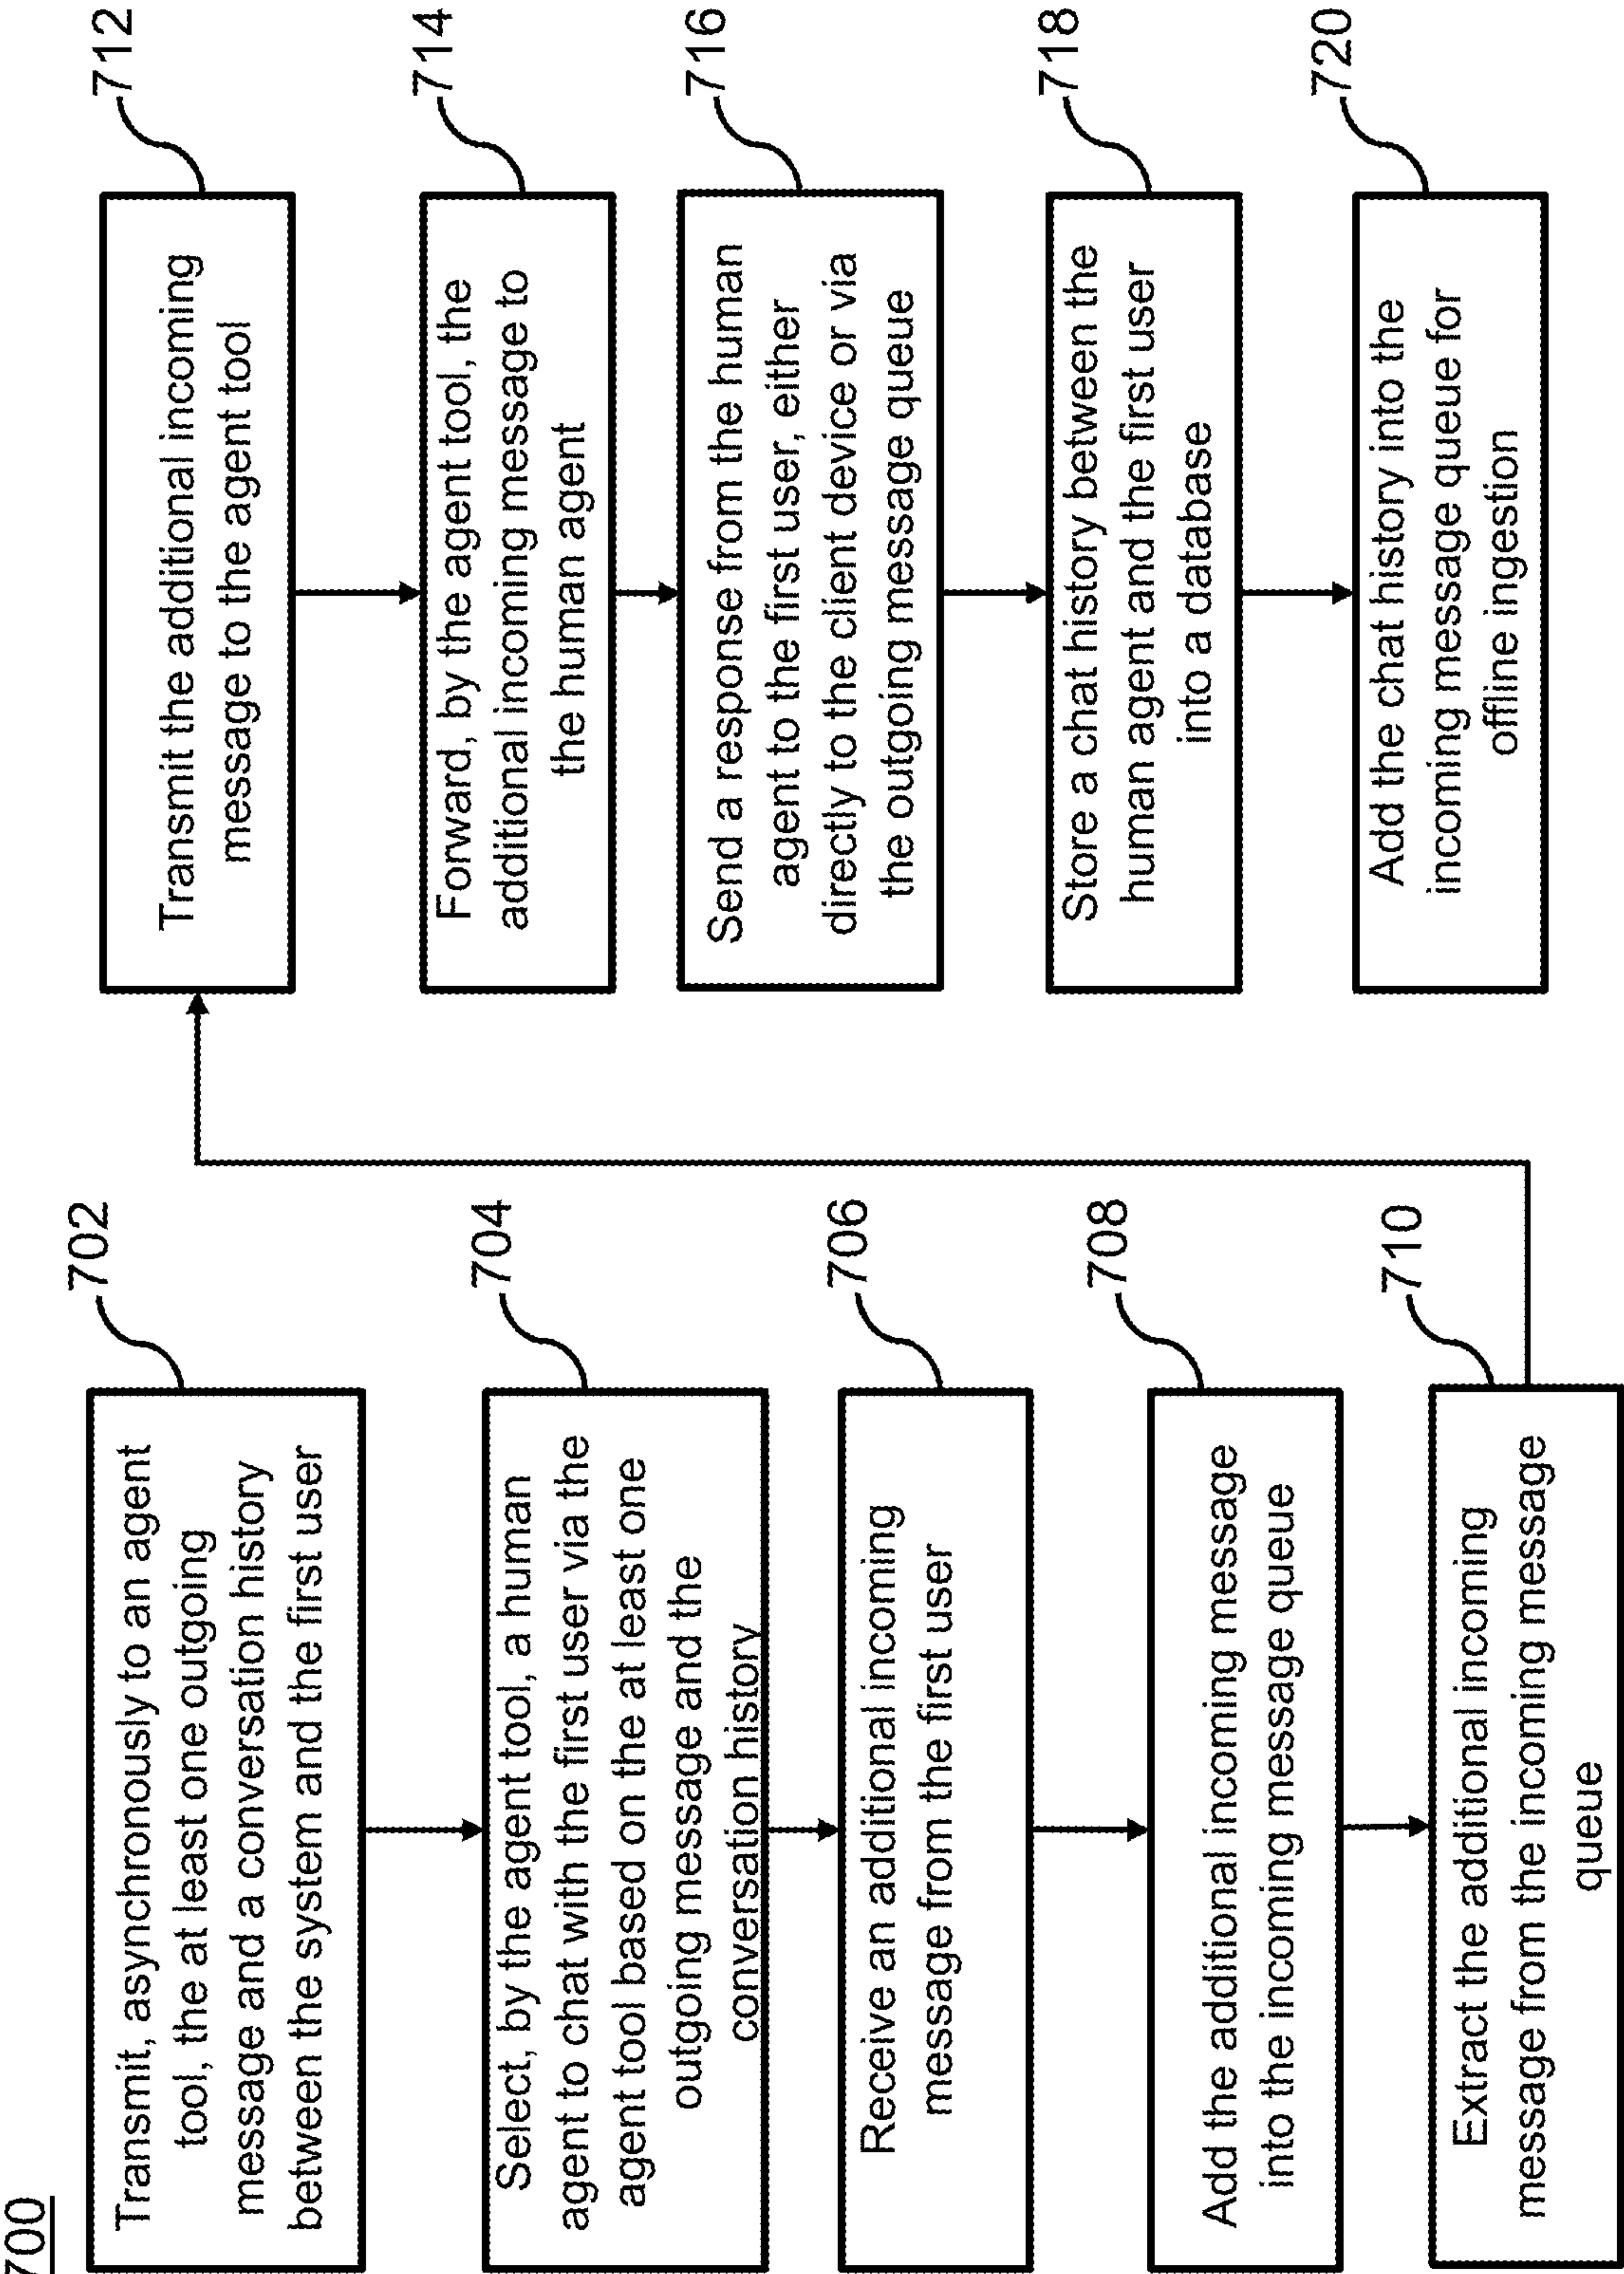 700
702
Transmit, asynchronously to an agent
tool, the at least one outgoing
message and a conversation history
between the system and the first user
704
Select, by the agent tool, a human
agent to chat with the first user via the
agent tool based on the at least one
outgoing message and the
conversation history
706
Receive an additional incoming
message from the first user
708
Add the additional incoming message
into the incoming message queue
710
Extract the additional incoming
message from the incoming message
queue
712
Transmit the additional incoming
message to the agent tool
714
Forward, by the agent tool, the
additional incoming message to
the human agent
716
Send a response from the human
agent to the first user, either
directly to the client device or via
the outgoing message queue
718
Store a chat history between the
human agent and the first user
into a database
720
Add the chat history into the
incoming message queue for
offline ingestion